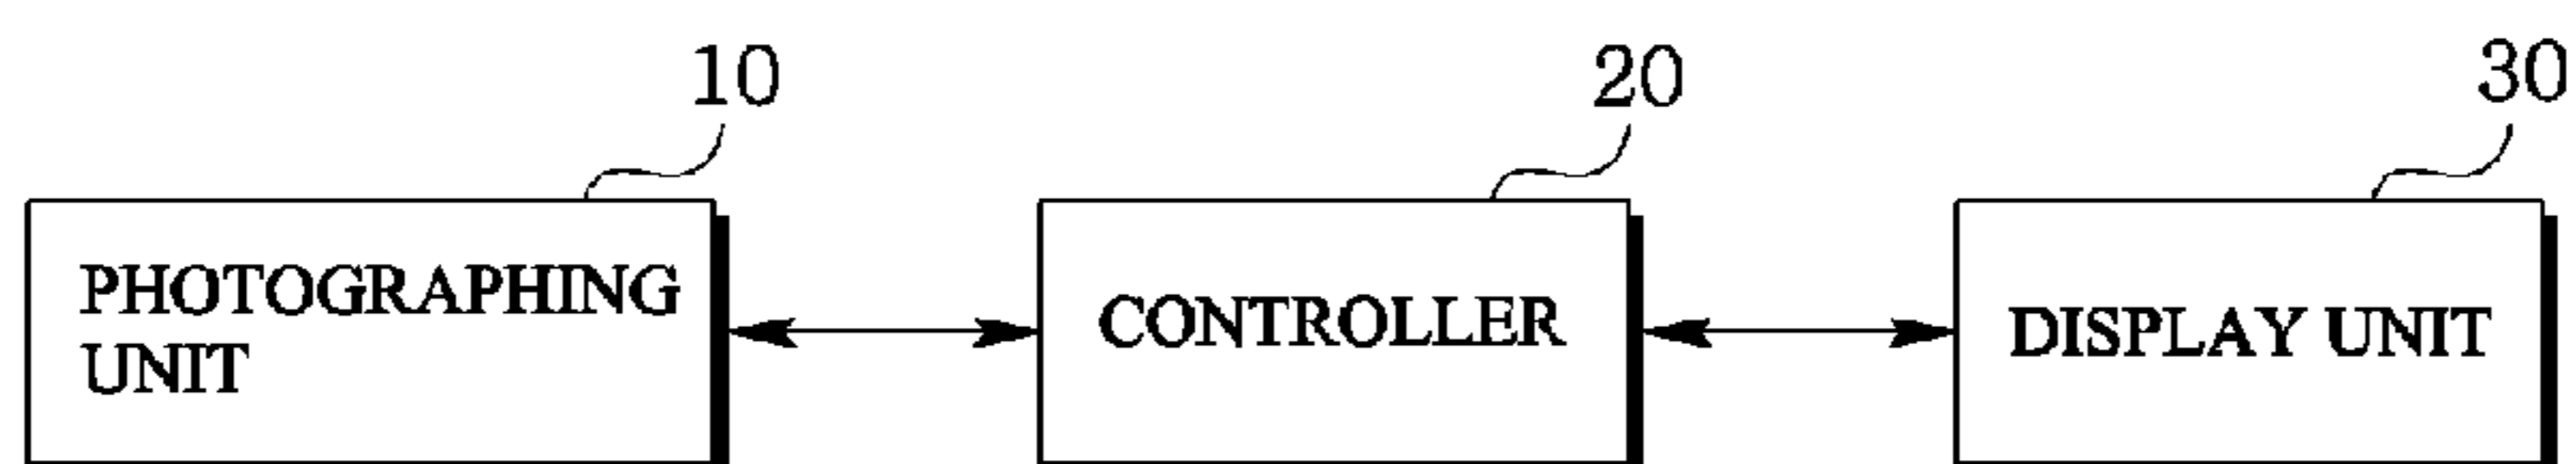 10
20
30
PHOTOGRAPHING
UNIT
CONTROLLER
DISPLAY UNIT